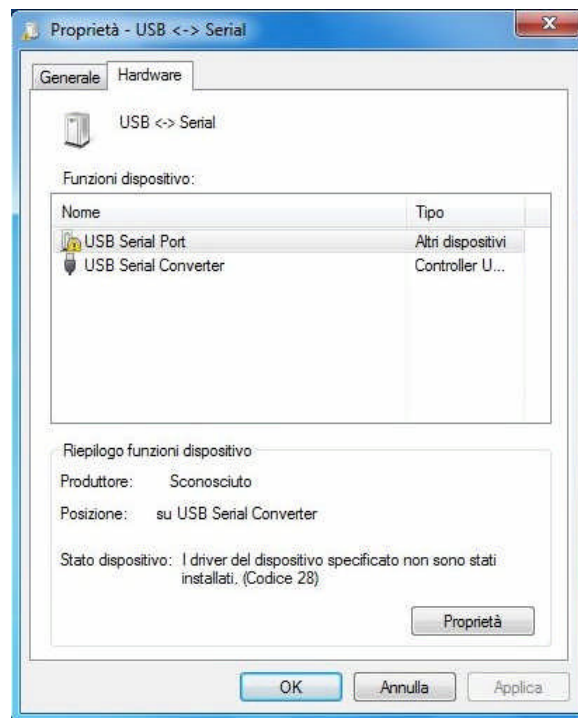 Proprietà - USB <-> Serial
Generale Hardware
USB <-> Serial
Funzioni dispositivo:
Nome Tipo
USB Serial Port Altri dispositivi
USB Serial Converter Controller U...
Riepilogo funzioni dispositivo
Produttore: Sconosciuto
Posizione: su USB Serial Converter
Stato dispositivo: I driver del dispositivo specificato non sono stati
installati. (Codice 28)
Proprietà
OK Annulla Applica